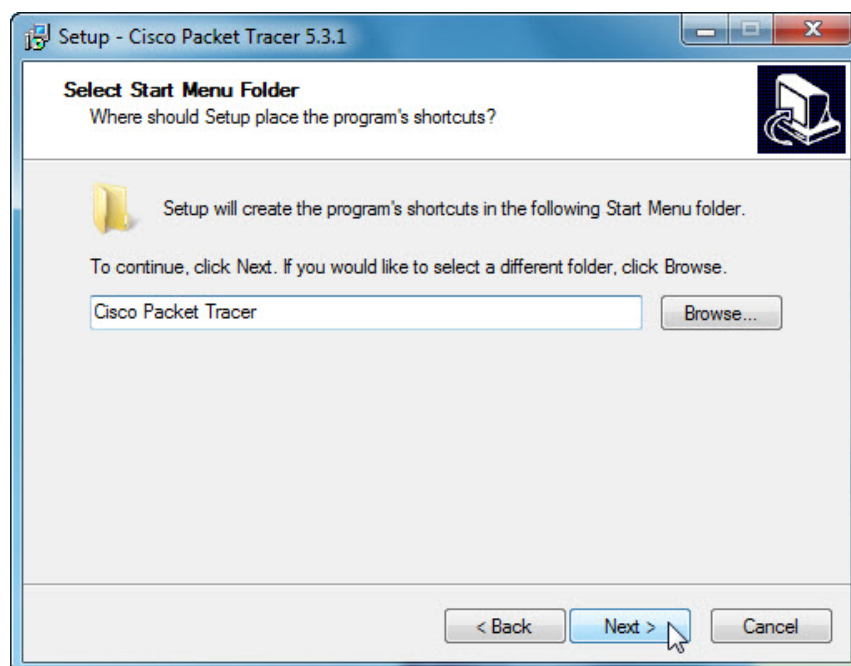 Setup - Cisco Packet Tracer 5.3.1
Select Start Menu Folder
Where should Setup place the program's shortcuts?
Setup will create the program's shortcuts in the following Start Menu folder.
To continue, click Next. If you would like to select a different folder, click Browse.
Cisco Packet Tracer
Browse...
< Back
Next >
Cancel